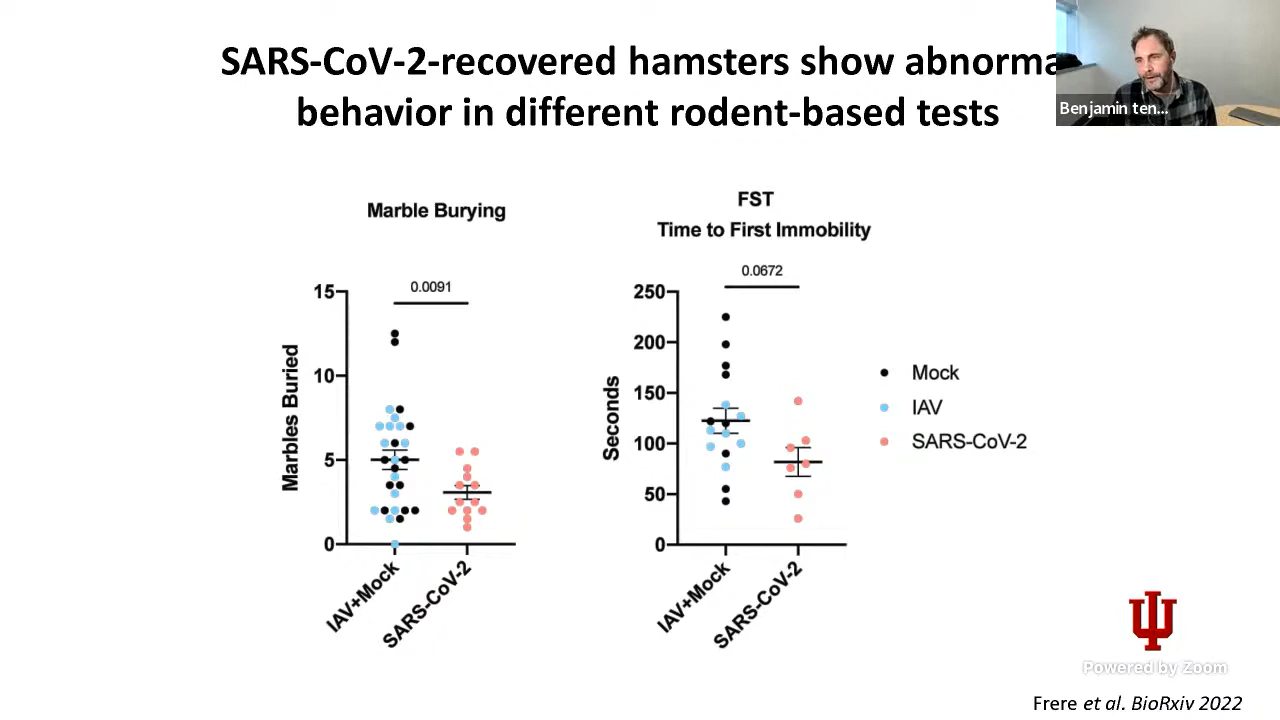 SARS-CoV-2-recovered hamsters show abnorma
behavior in different rodent-based tests
Benjamin ten...
Marble Burying
0.0091
15
10
5
0
Marbles Buried
IAV+Mock
SARS-CoV-2
FST
Time to First Immobility
0.0672
250
200
150
100
50
0
Seconds
IAV+Mock
SARS-CoV-2
Mock
IAV
SARS-CoV-2
Powered by Zoom
Frere et al. BioRxiv 2022